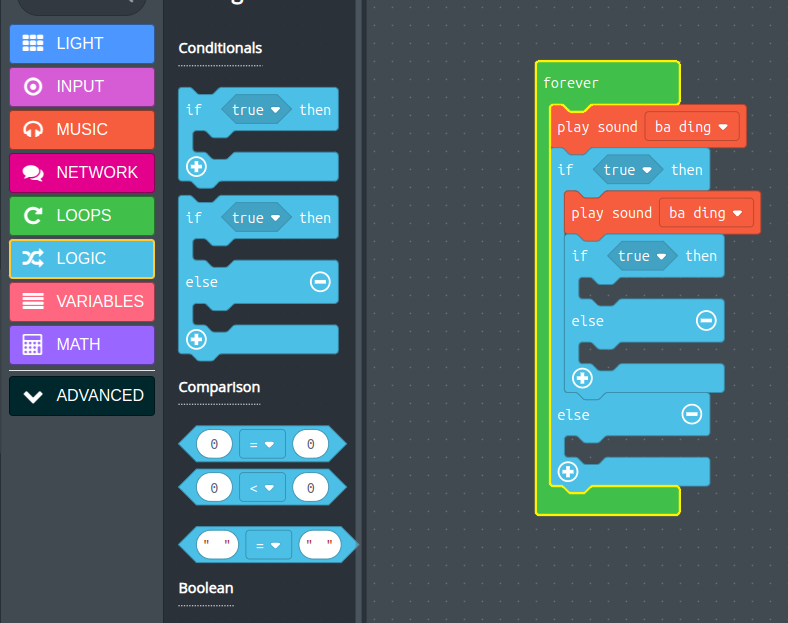 LIGHT
INPUT
MUSIC
NETWORK
LOOPS
LOGIC
VARIABLES
MATH
ADVANCED
Conditionals
if true then
if true then
else
Comparison
0 = 0
0 < 0
" " = " "
Boolean
forever
play sound ba ding
if true then
play sound ba ding
if true then
else
else